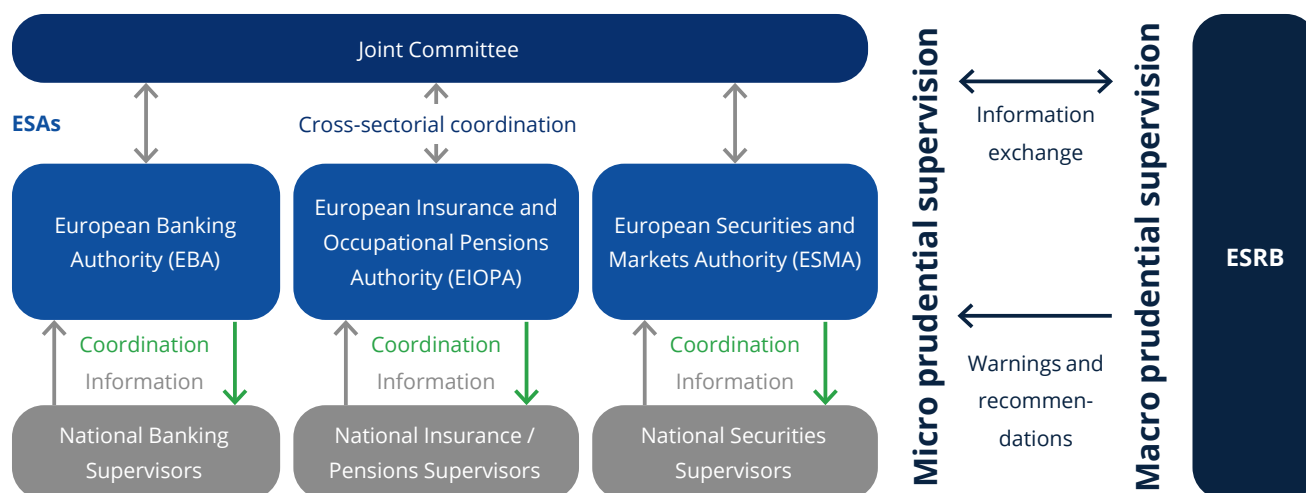 Joint Committee
ESAs
Cross-sectorial coordination
European Banking
Authority (EBA)
European Insurance and
Occupational Pensions
Authority (EIOPA)
European Securities and
Markets Authority (ESMA)
Coordination
Information
Coordination
Information
Coordination
Information
National Banking
Supervisors
National Insurance /
Pensions Supervisors
National Securities
Supervisors
Micro prudential supervision
Information
exchange
Warnings and
recommen-
dations
Macro prudential supervision
ESRB